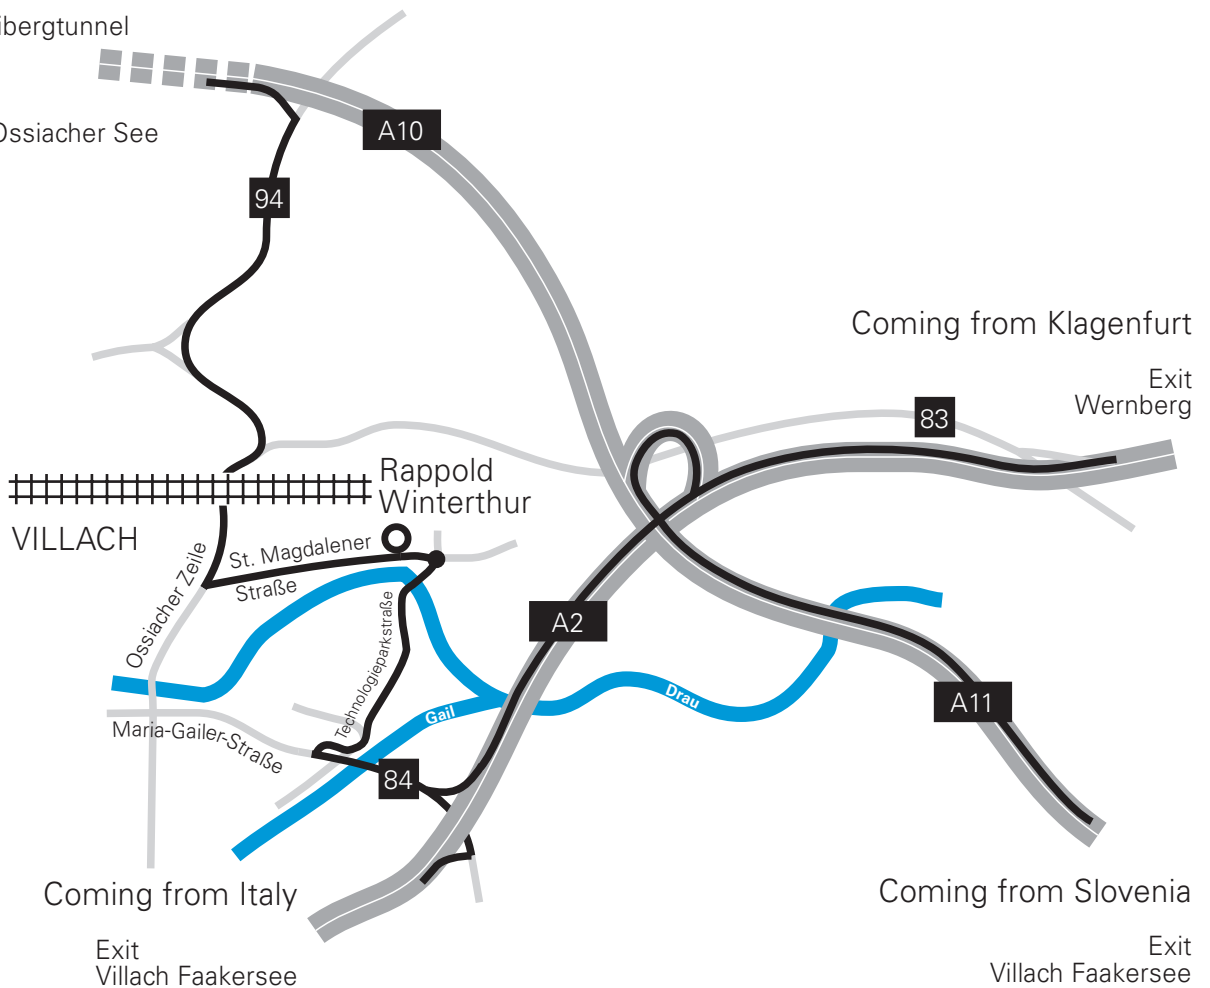 ibergtunnel
Ossiacher See
A10
94
Coming from Klagenfurt
Exit
Wernberg
83
Rappold
Winterthur
VILLACH
St. Magdalener
Straße
Ossiacher Zeile
Technologieparkstraße
A2
Drau
Gail
A11
Maria-Gailer-Straße
84
Coming from Italy
Exit
Villach Faakersee
Coming from Slovenia
Exit
Villach Faakersee